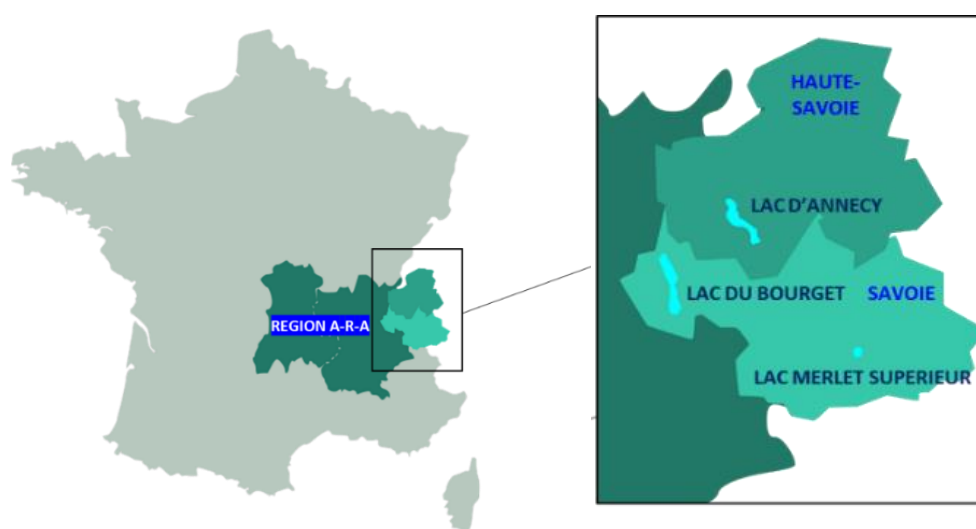 REGION A-R-A
HAUTE-
SAVOIE
LAC D'ANNECY
LAC DU BOURGET
SAVOIE
LAC MERLET SUPERIEUR